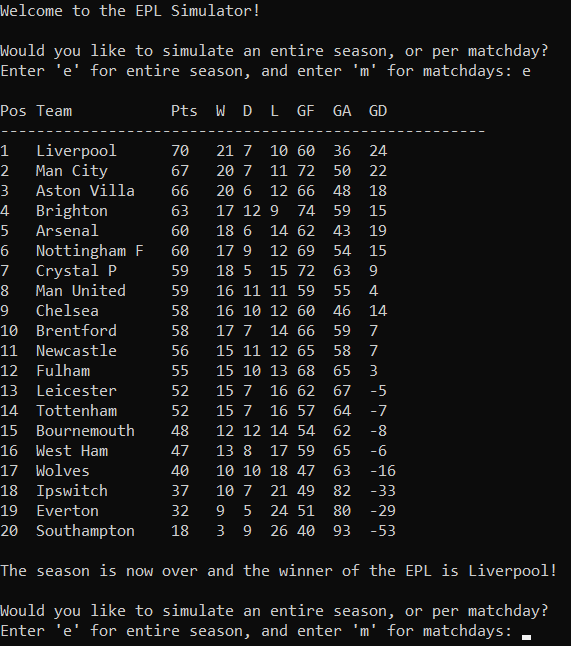 Welcome to the EPL Simulator!
Would you like to simulate an entire season, or per matchday?
Enter 'e' for entire season, and enter 'm' for matchdays: e
Pos Team           Pts  W  D  L  GF  GA  GD
------------------------------------------------------
1   Liverpool      70   21 7  10 60  36  24
2   Man City       67   20 7  11 72  50  22
3   Aston Villa    66   20 6  12 66  48  18
4   Brighton       63   17 12 9  74  59  15
5   Arsenal        60   18 6  14 62  43  19
6   Nottingham F   60   17 9  12 69  54  15
7   Crystal P      59   18 5  15 72  63  9
8   Man United     59   16 11 11 59  55  4
9   Chelsea        58   16 10 12 60  46  14
10  Brentford      58   17 7  14 66  59  7
11  Newcastle      56   15 11 12 65  58  7
12  Fulham         55   15 10 13 68  65  3
13  Leicester      52   15 7  16 62  67  -5
14  Tottenham      52   15 7  16 57  64  -7
15  Bournemouth    48   12 12 14 54  62  -8
16  West Ham       47   13 8  17 59  65  -6
17  Wolves         40   10 10 18 47  63  -16
18  Ipswitch       37   10 7  21 49  82  -33
19  Everton        32   9  5  24 51  80  -29
20  Southampton    18   3  9  26 40  93  -53
The season is now over and the winner of the EPL is Liverpool!
Would you like to simulate an entire season, or per matchday?
Enter 'e' for entire season, and enter 'm' for matchdays: